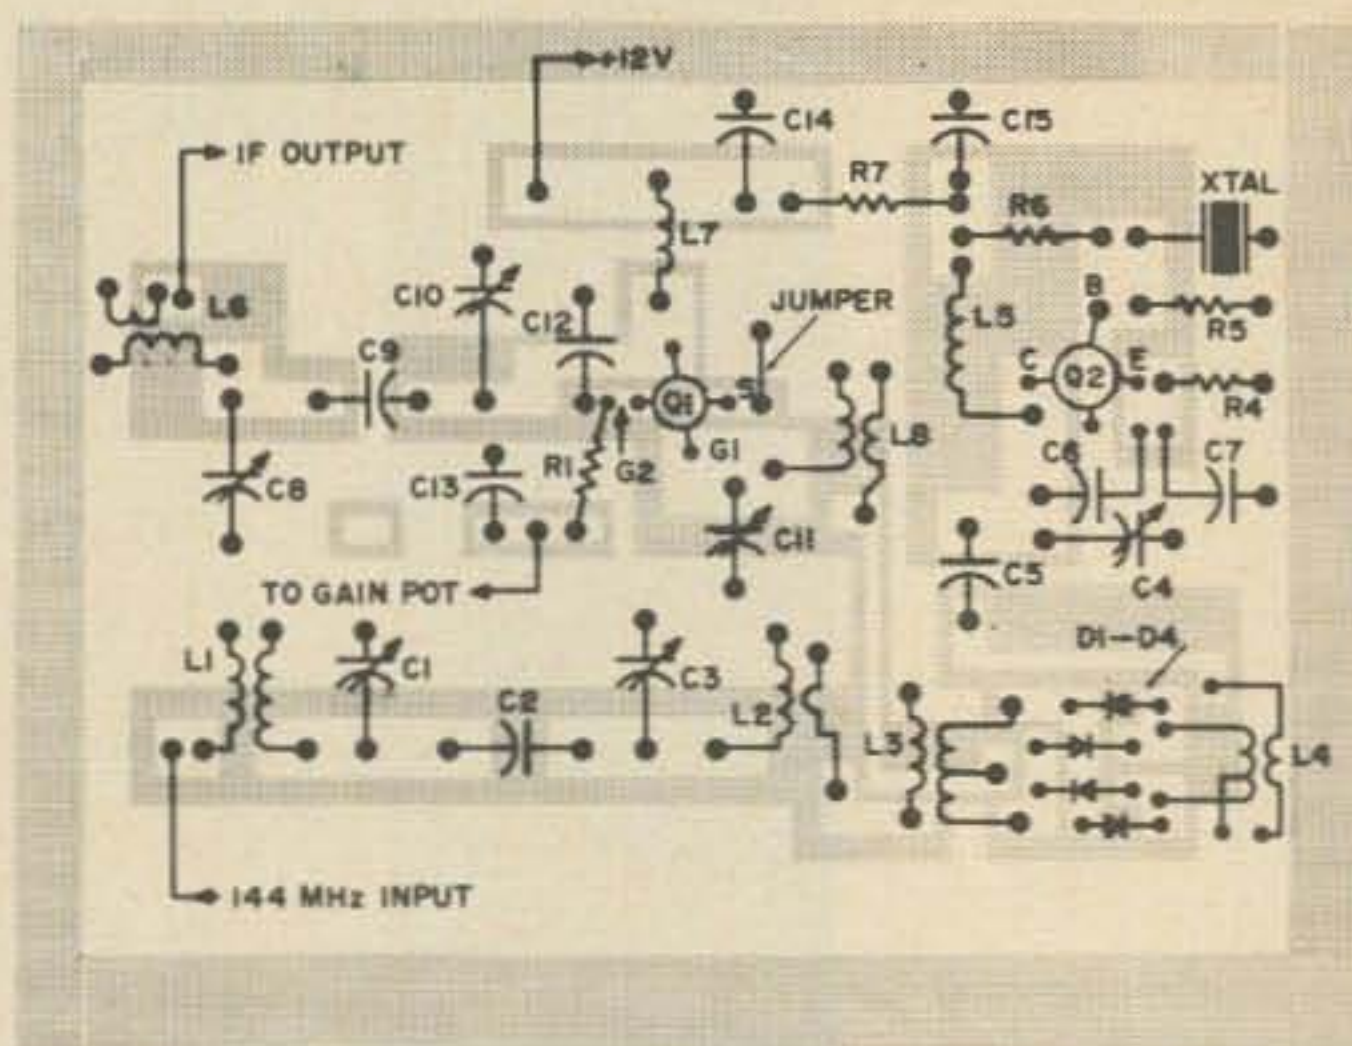 +12V
C14
C15
IF OUTPUT
R7
XTAL
R6
L7
C10
L6
C12
JUMPER
B
L5
R5
C9
C
Q2
E
Q1
S
R4
L8
G1
C6
C7
R1
G2
C8
C13
C11
C5
C4
TO GAIN POT
D1-D4
L1
C1
C3
C2
L2
L3
L4
144 MHz INPUT